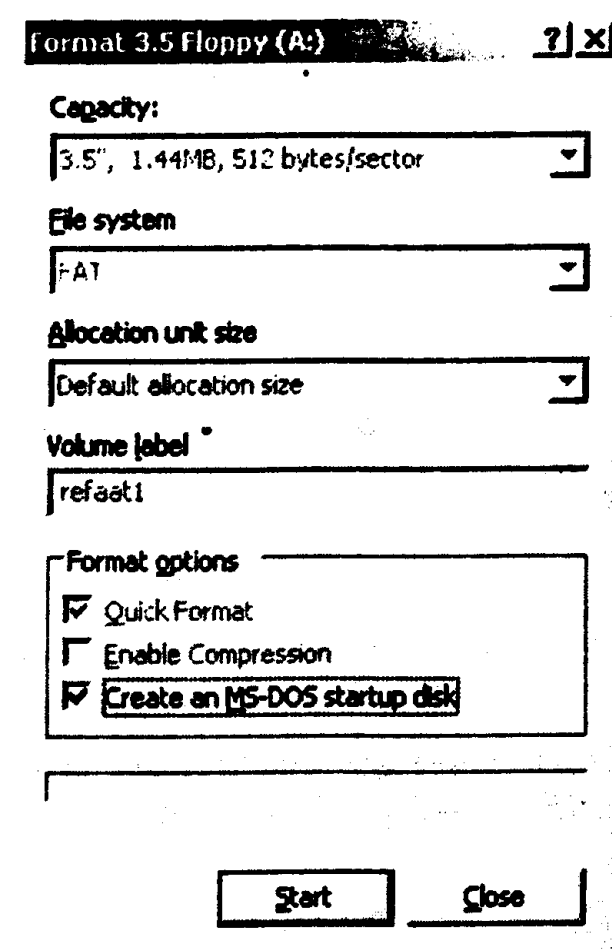 Format 3.5 Floppy (A:)
Capacity:
3.5", 1.44MB, 512 bytes/sector
File system
FAT
Allocation unit size
Default allocation size
Volume label
refaat1
Format options
Quick Format
Enable Compression
Create an MS-DOS startup disk
Start Close